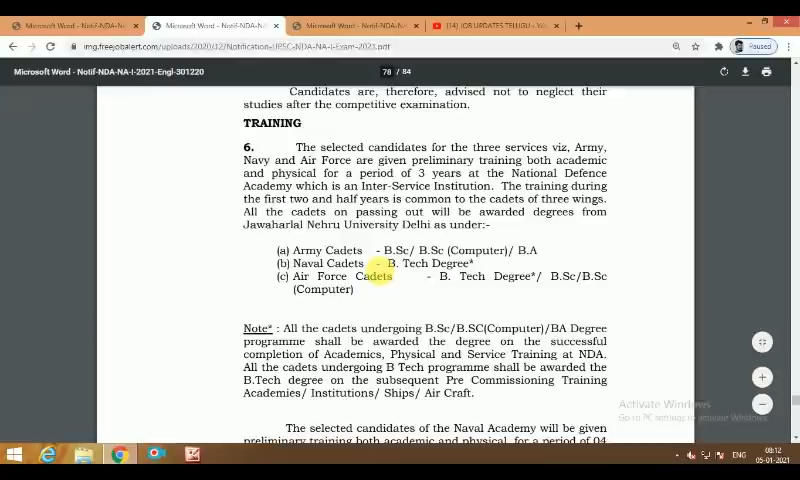 Microsoft Word - Notif-NDA-NA-I
Microsoft Word - Notif-NDA-NA-I
Microsoft Word - Notif-NDA-NA-I
(14) JOB UPDATES TELUGU - Yo
img.freejobalert.com/uploads/2020/12/Notification-UPSC-NDA-NA-I-Exam-2021.pdf
Paused
Microsoft Word - Notif-NDA-NA-I-2021-Engl-301220
78 / 84
Candidates are, therefore, advised not to neglect their
studies after the competitive examination.
TRAINING
6. The selected candidates for the three services viz, Army,
Navy and Air Force are given preliminary training both academic
and physical for a period of 3 years at the National Defence
Academy which is an Inter-Service Institution. The training during
the first two and half years is common to the cadets of three wings.
All the cadets on passing out will be awarded degrees from
Jawaharlal Nehru University Delhi as under:-
(a) Army Cadets - B.Sc/ B.Sc (Computer)/ B.A
(b) Naval Cadets - B. Tech Degree*
(c) Air Force Cadets - B. Tech Degree*/ B.Sc/B.Sc
(Computer)
Note* : All the cadets undergoing B.Sc/B.SC(Computer)/BA Degree
programme shall be awarded the degree on the successful
completion of Academics, Physical and Service Training at NDA.
All the cadets undergoing B Tech programme shall be awarded the
B.Tech degree on the subsequent Pre Commissioning Training
Academies/ Institutions/ Ships/ Air Craft.
The selected candidates of the Naval Academy will be given
preliminary training both academic and physical, for a period of 04
Activate Windows
Go to PC settings to activate Windows.
ENG
08:12
05-01-2021